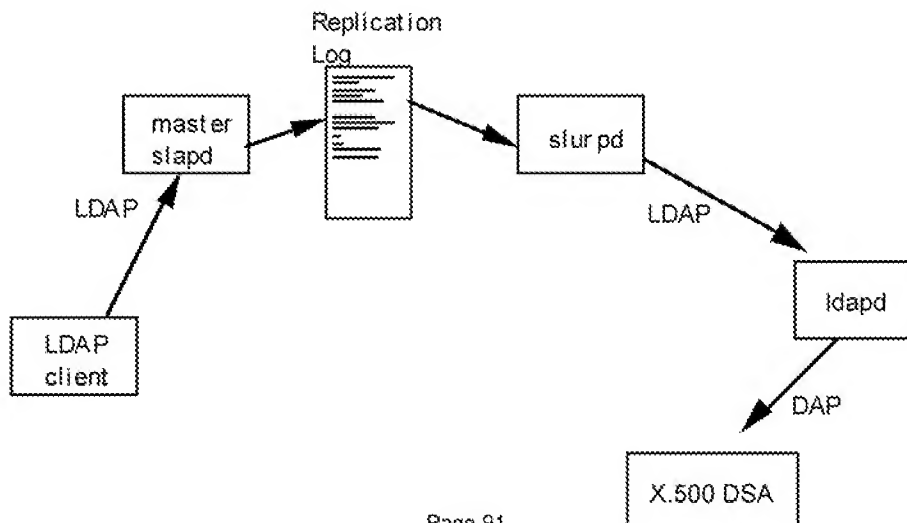 Replication
Log
master
slapd
slurpd
LDAP
LDAP
ldapd
LDAP
client
DAP
X.500 DSA
Page 91